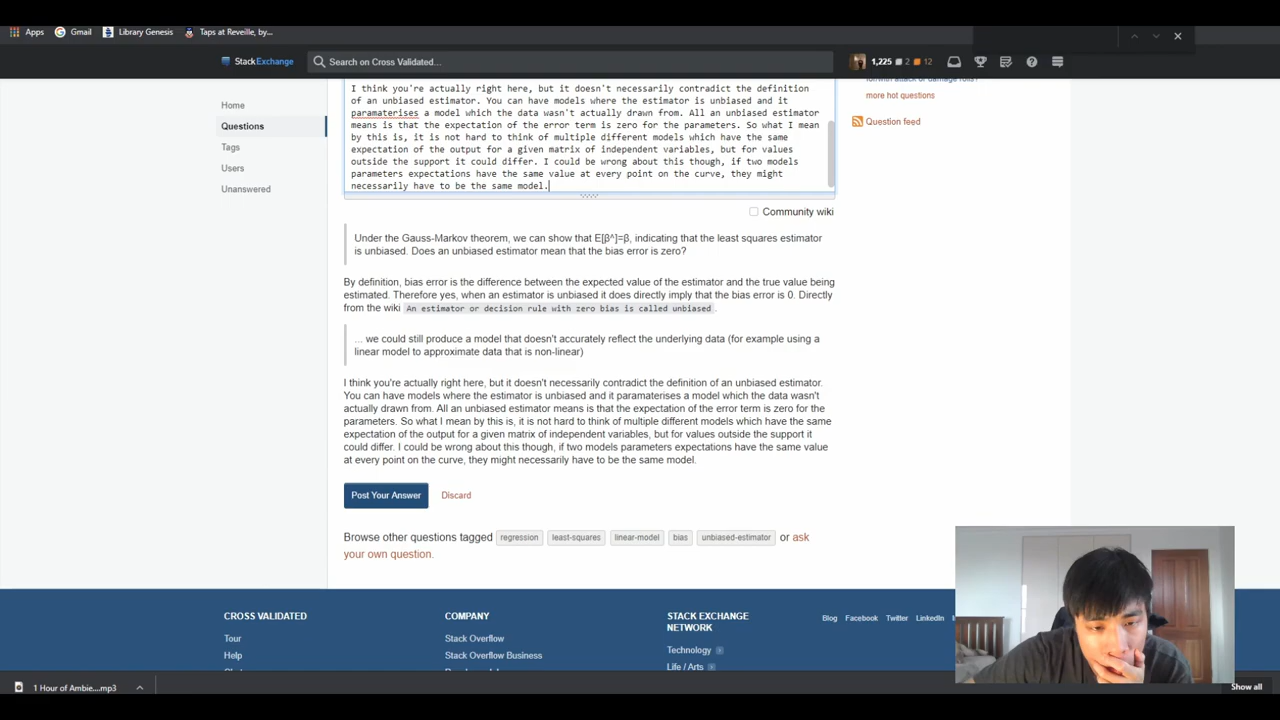 Apps Gmail Library Genesis Taps at Reveille, by...
StackExchange Search on Cross Validated... 1,225 2 12
Home
Questions
Tags
Users
Unanswered
more hot questions
Question feed
I think you're actually right here, but it doesn't necessarily contradict the definition
of an unbiased estimator. You can have models where the estimator is unbiased and it
paramaterises a model which the data wasn't actually drawn from. All an unbiased estimator
means is that the expectation of the error term is zero for the parameters. So what I mean
by this is, it is not hard to think of multiple different models which have the same
expectation of the output for a given matrix of independent variables, but for values
outside the support it could differ. I could be wrong about this though, if two models
parameters expectations have the same value at every point on the curve, they might
necessarily have to be the same model.
Community wiki
Under the Gauss-Markov theorem, we can show that E[β^]=β, indicating that the least squares estimator
is unbiased. Does an unbiased estimator mean that the bias error is zero?
By definition, bias error is the difference between the expected value of the estimator and the true value being
estimated. Therefore yes, when an estimator is unbiased it does directly imply that the bias error is 0. Directly
from the wiki An estimator or decision rule with zero bias is called unbiased.
... we could still produce a model that doesn't accurately reflect the underlying data (for example using a
linear model to approximate data that is non-linear)
I think you're actually right here, but it doesn't necessarily contradict the definition of an unbiased estimator.
You can have models where the estimator is unbiased and it paramaterises a model which the data wasn't
actually drawn from. All an unbiased estimator means is that the expectation of the error term is zero for the
parameters. So what I mean by this is, it is not hard to think of multiple different models which have the same
expectation of the output for a given matrix of independent variables, but for values outside the support it
could differ. I could be wrong about this though, if two models parameters expectations have the same value
at every point on the curve, they might necessarily have to be the same model.
Post Your Answer Discard
Browse other questions tagged regression least-squares linear-model bias unbiased-estimator or ask
your own question.
CROSS VALIDATED
Tour
Help
COMPANY
Stack Overflow
Stack Overflow Business
STACK EXCHANGE
NETWORK
Technology
Life / Arts
Blog Facebook Twitter LinkedIn
1 Hour of Ambie....mp3
Show all